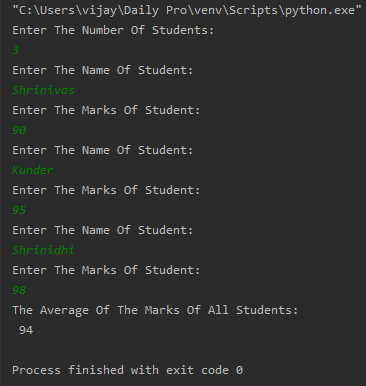 "C:\Users\vijay\Daily Pro\venv\Scripts\python.exe"
Enter The Number Of Students:
3
Enter The Name Of Student:
Shrinivas
Enter The Marks Of Student:
90
Enter The Name Of Student:
Kunder
Enter The Marks Of Student:
95
Enter The Name Of Student:
Shrinidhi
Enter The Marks Of Student:
98
The Average Of The Marks Of All Students:
94
Process finished with exit code 0